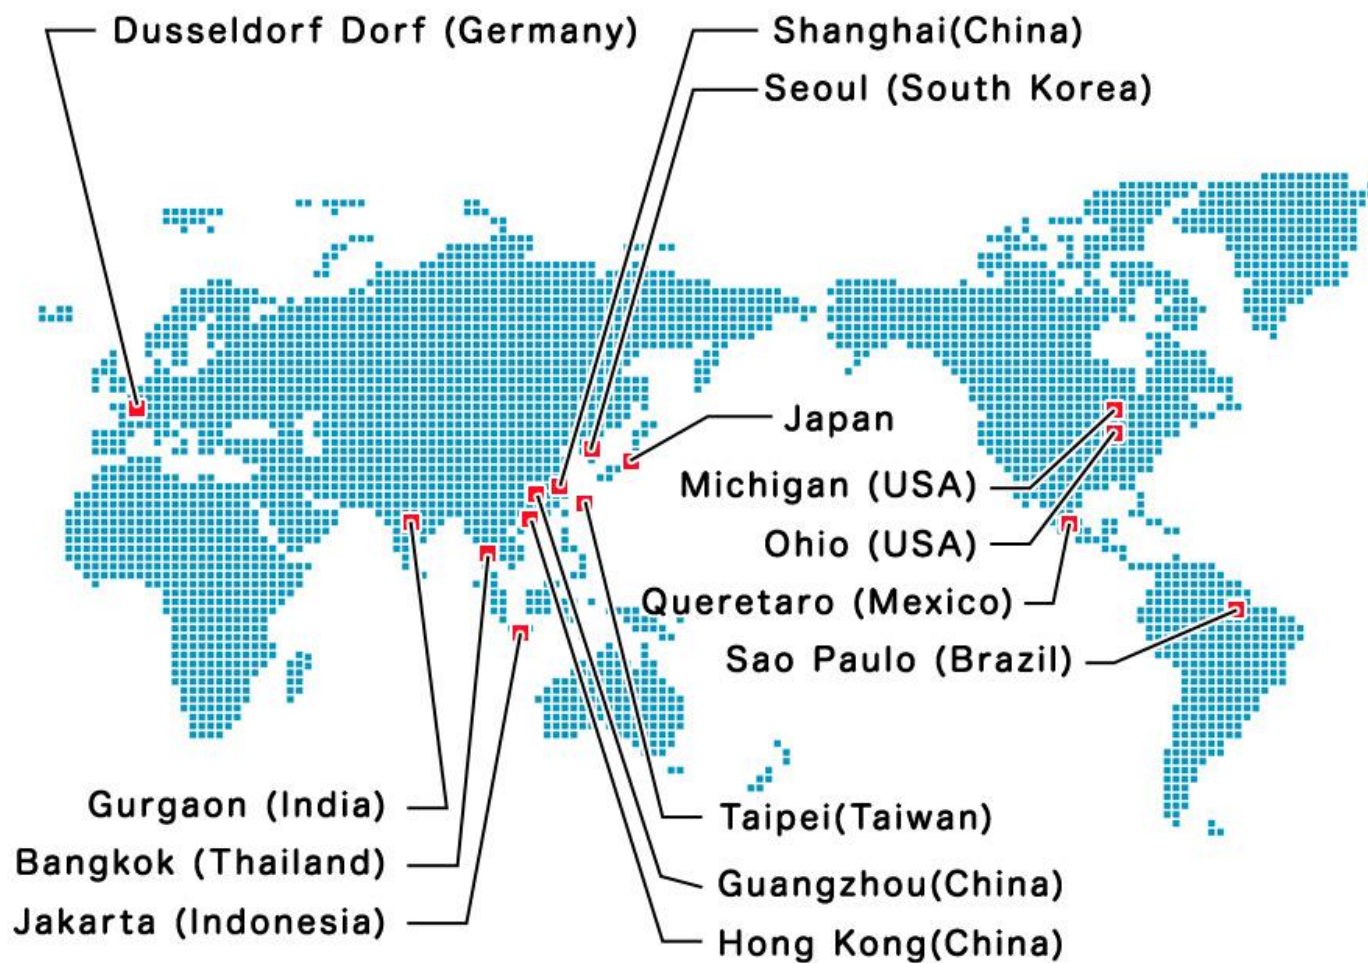 Dusseldorf Dorf (Germany)
Shanghai(China)
Seoul (South Korea)
Japan
Michigan (USA)
Ohio (USA)
Queretaro (Mexico)
Sao Paulo (Brazil)
Gurgaon (India)
Bangkok (Thailand)
Jakarta (Indonesia)
Taipei(Taiwan)
Guangzhou(China)
Hong Kong(China)